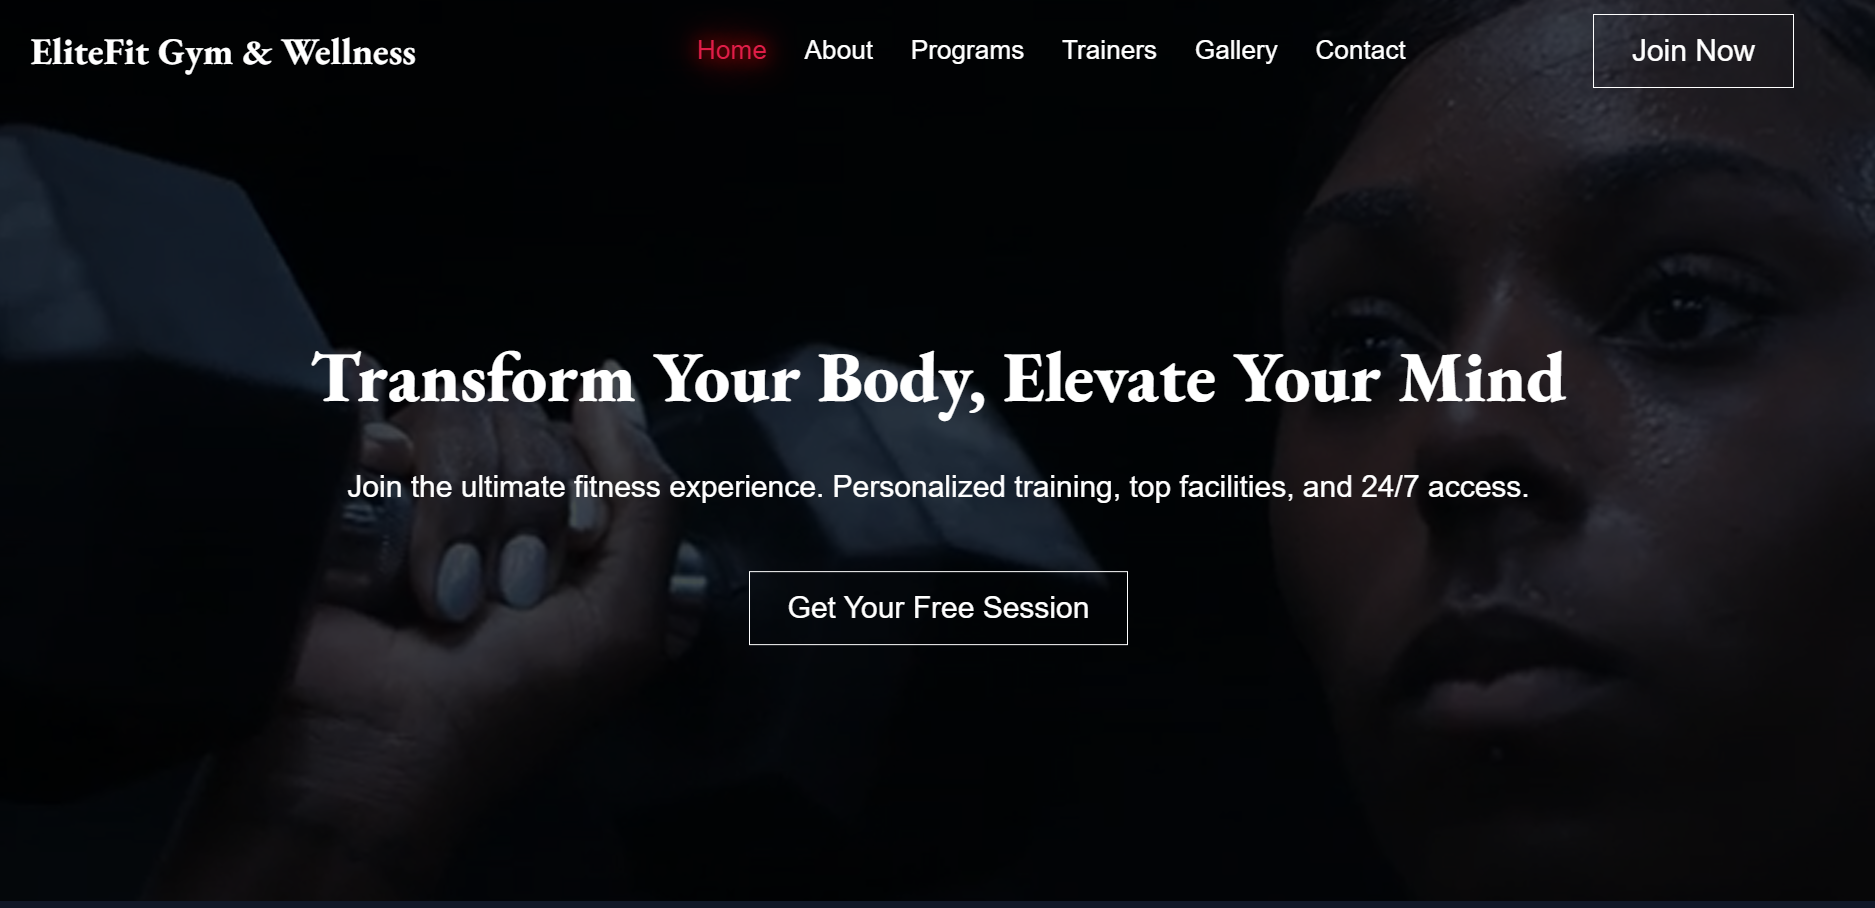 EliteFit Gym & Wellness
Home About Programs Trainers Gallery Contact
Join Now
Transform Your Body, Elevate Your Mind
Join the ultimate fitness experience. Personalized training, top facilities, and 24/7 access.
Get Your Free Session